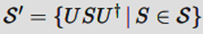 𝒮′ = {USU† | S ∈ 𝒮}